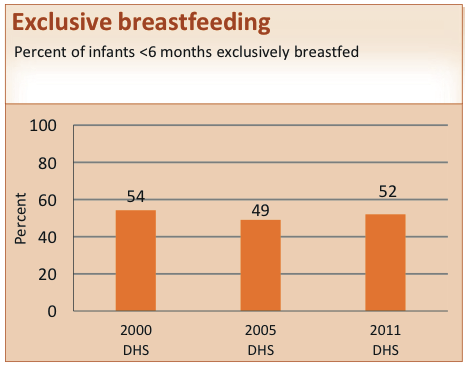 Exclusive breastfeeding
Percent of infants <6 months exclusively breastfed
100
80
60
40
20
0
Percent
54
49
52
2000
DHS
2005
DHS
2011
DHS